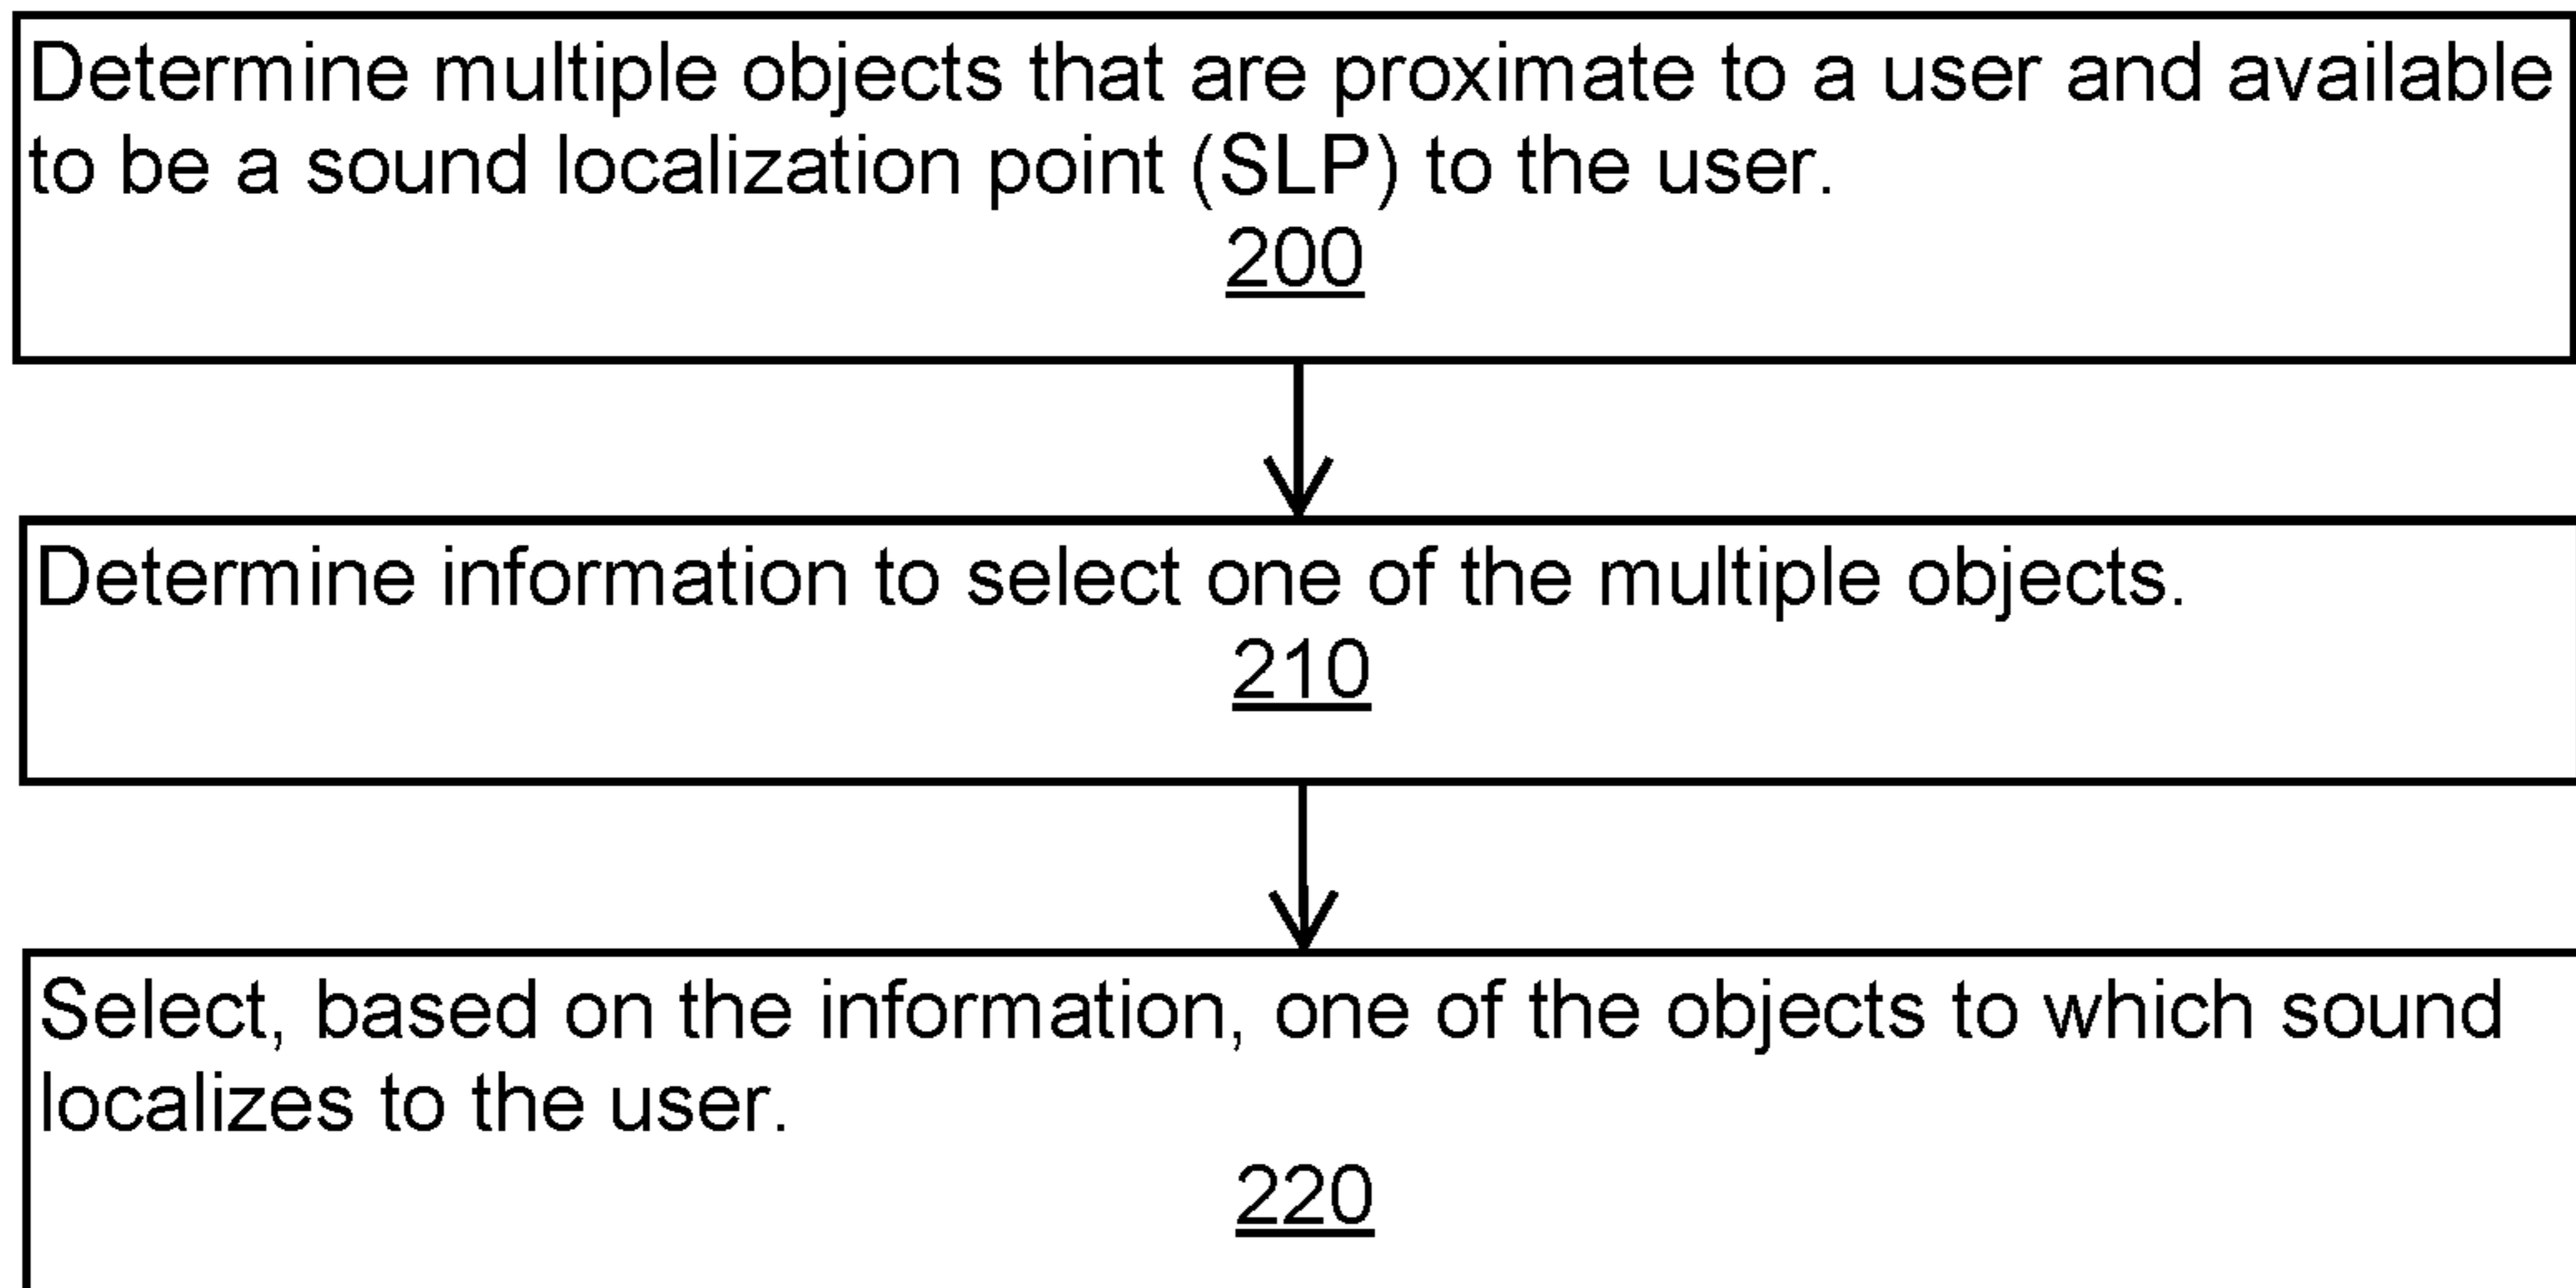 Determine multiple objects that are proximate to a user and available
to be a sound localization point (SLP) to the user.
200
Determine information to select one of the multiple objects.
210
Select, based on the information, one of the objects to which sound
localizes to the user.
220